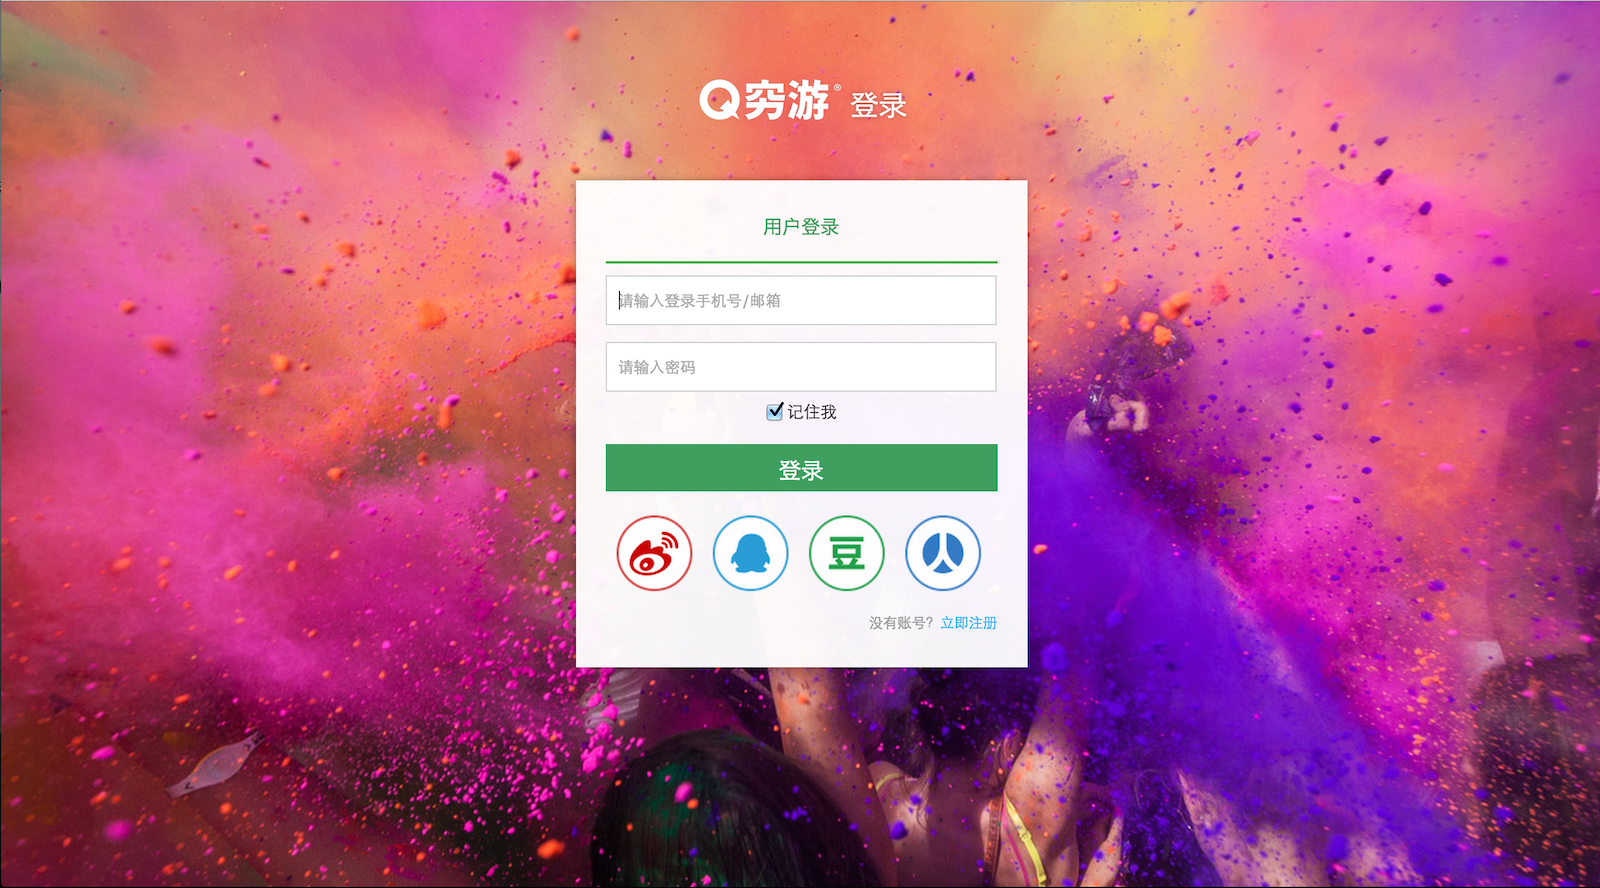 Q穷游® 登录
用户登录
请输入登录手机号/邮箱
请输入密码
记住我
登录
豆
没有账号? 立即注册